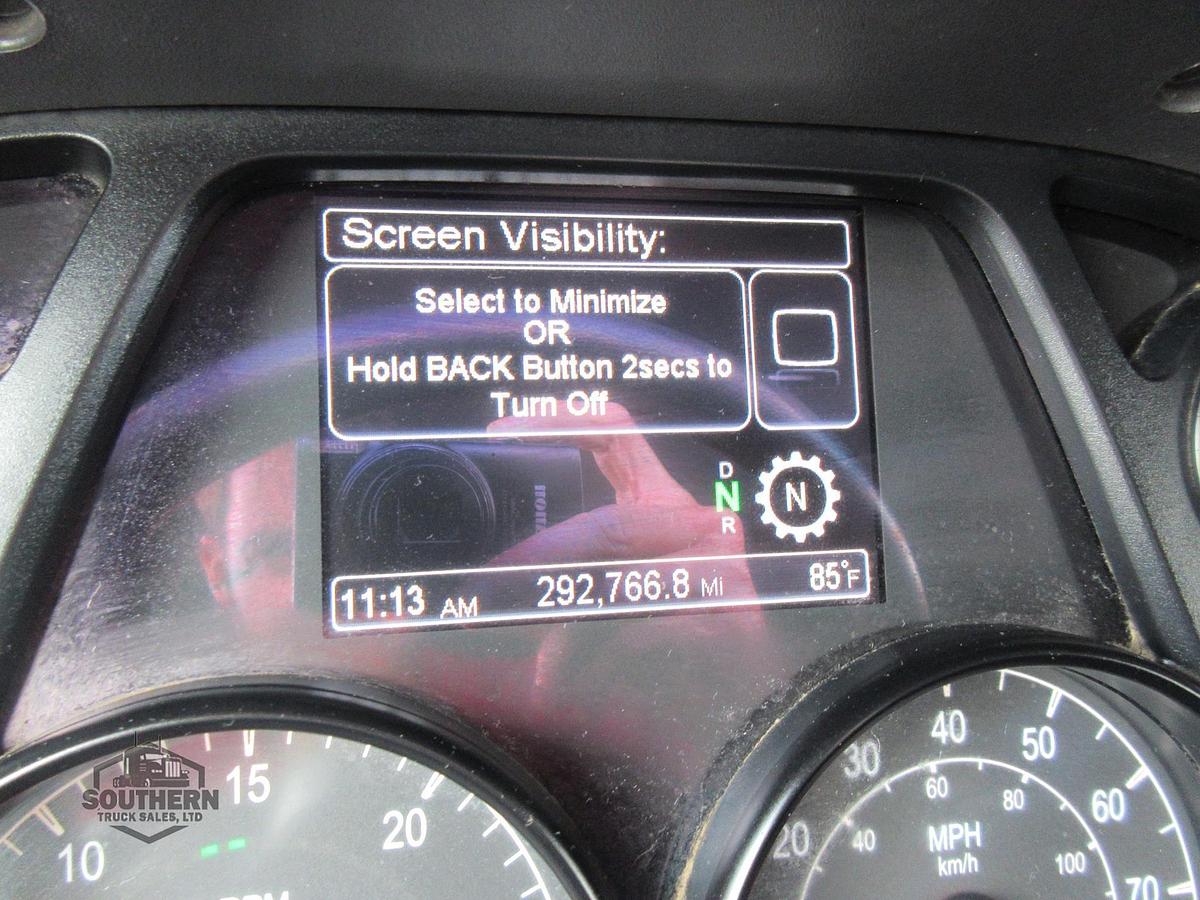 Screen Visibility:
Select to Minimize
OR
Hold BACK Button 2secs to
Turn Off
D
N
R
N
11:13 AM 292,766.8 Mi 85°F
10
15
20
SOUTHERN
TRUCK SALES, LTD
20
30
40
50
60
70
40
60
80
100
MPH
km/h